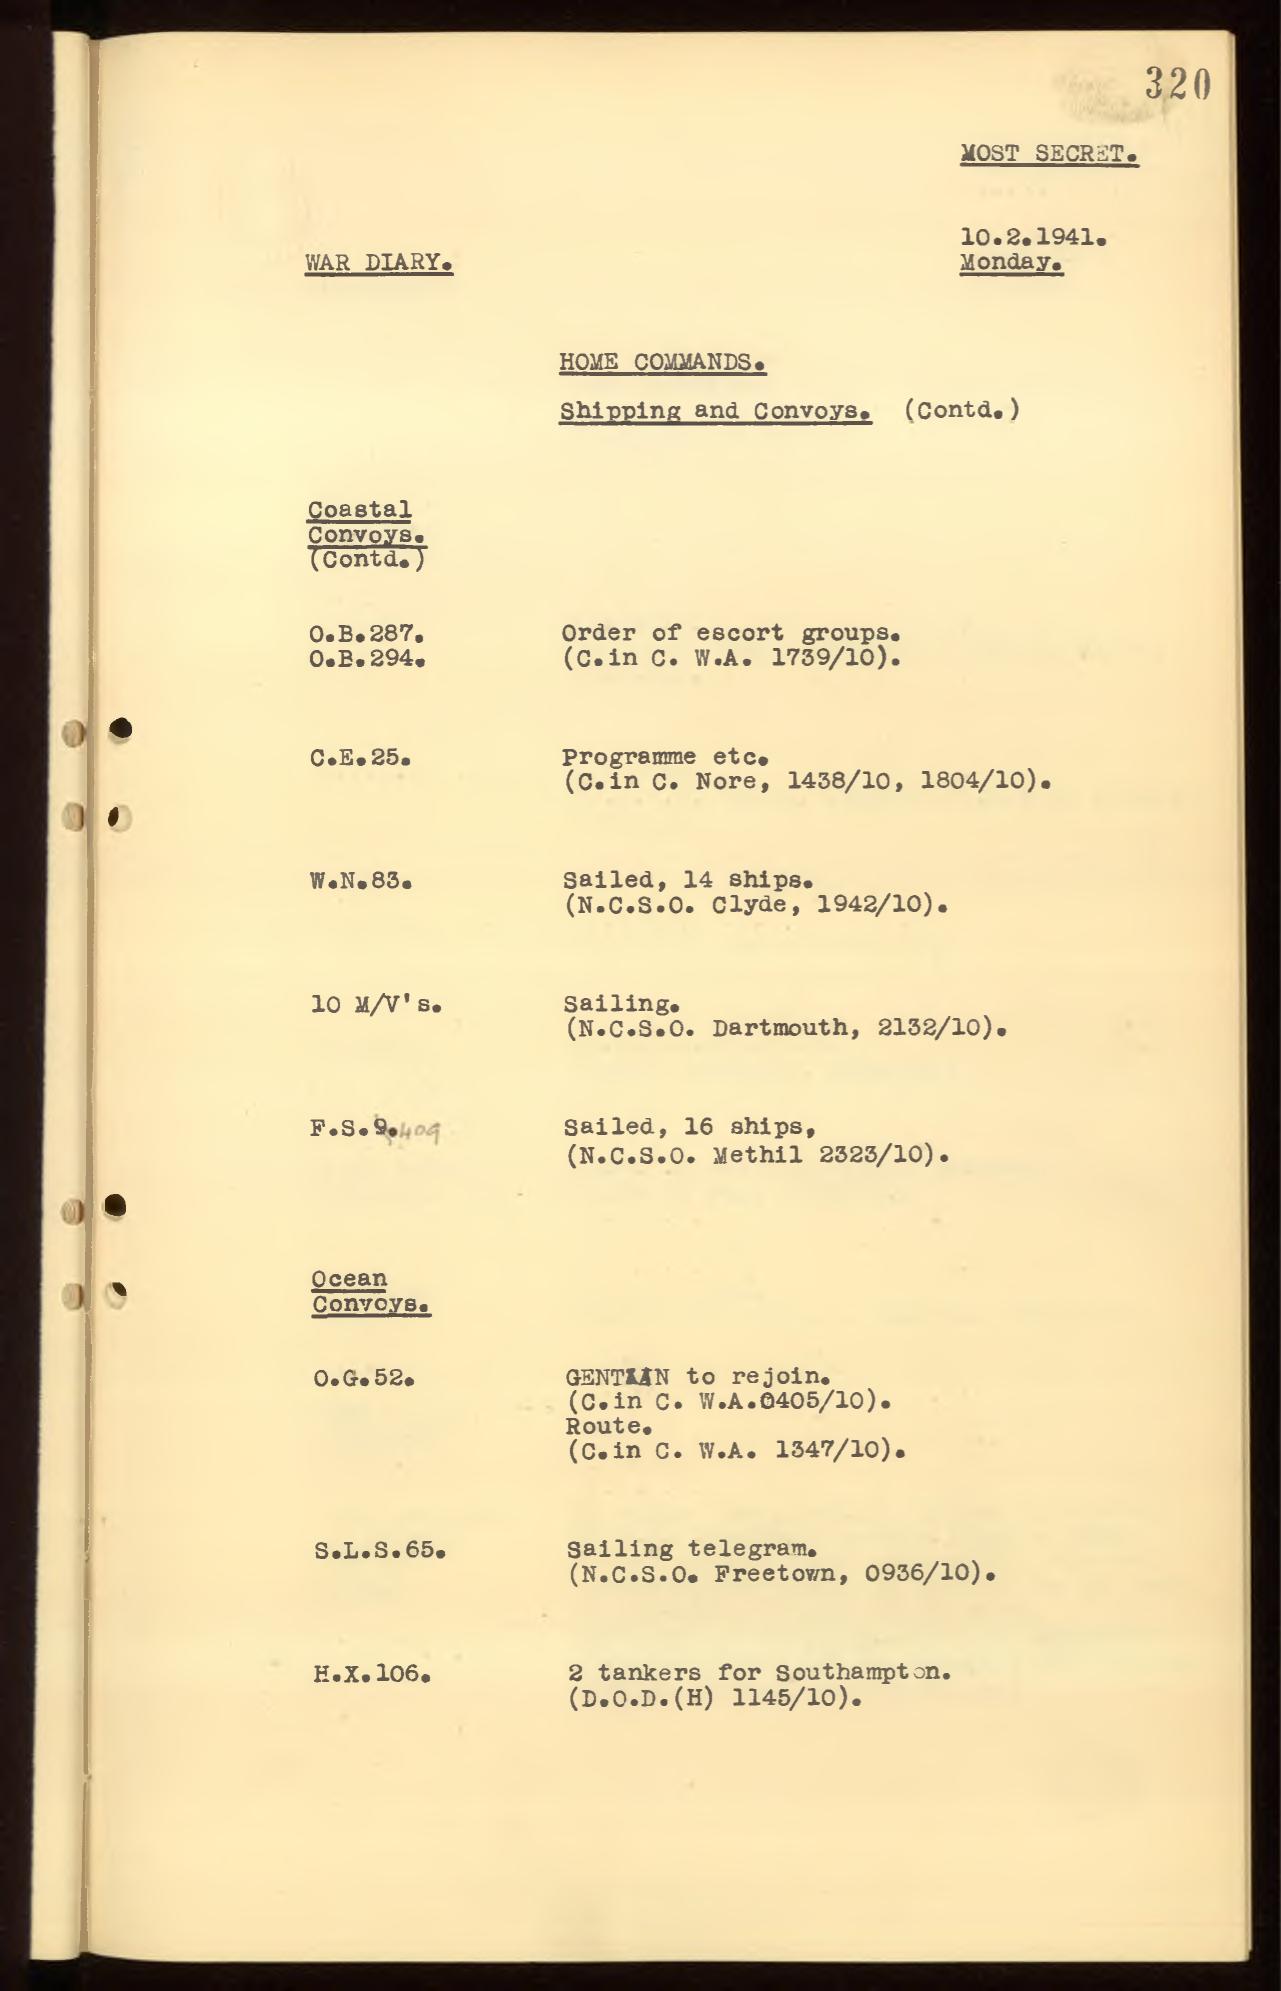 320
MOST SECRET.
10.2.1941.
WAR DIARY.
Monday.
HOME COMMANDS.
Shipping and Convoys. (Contd.)
Coastal
Convoys.
(Contd.)
O.B.287. Order of escort groups.
O.B.294. (C.in C. W.A. 1739/10).
C.E.25. Programme etc.
(C.in C. Nore, 1438/10, 1804/10).
W.N.83. Sailed, 14 ships.
(N.C.S.O. Clyde, 1942/10).
10 M/V's. Sailing.
(N.C.S.O. Dartmouth, 2132/10).
F.S.9. 409 Sailed, 16 ships,
(N.C.S.O. Methil 2323/10).
Ocean
Convoys.
O.G.52. GENTIAN to rejoin.
(C.in C. W.A.0405/10).
Route.
(C.in C. W.A. 1347/10).
S.L.S.65. Sailing telegram.
(N.C.S.O. Freetown, 0936/10).
H.X.106. 2 tankers for Southampton.
(D.O.D.(H) 1145/10).